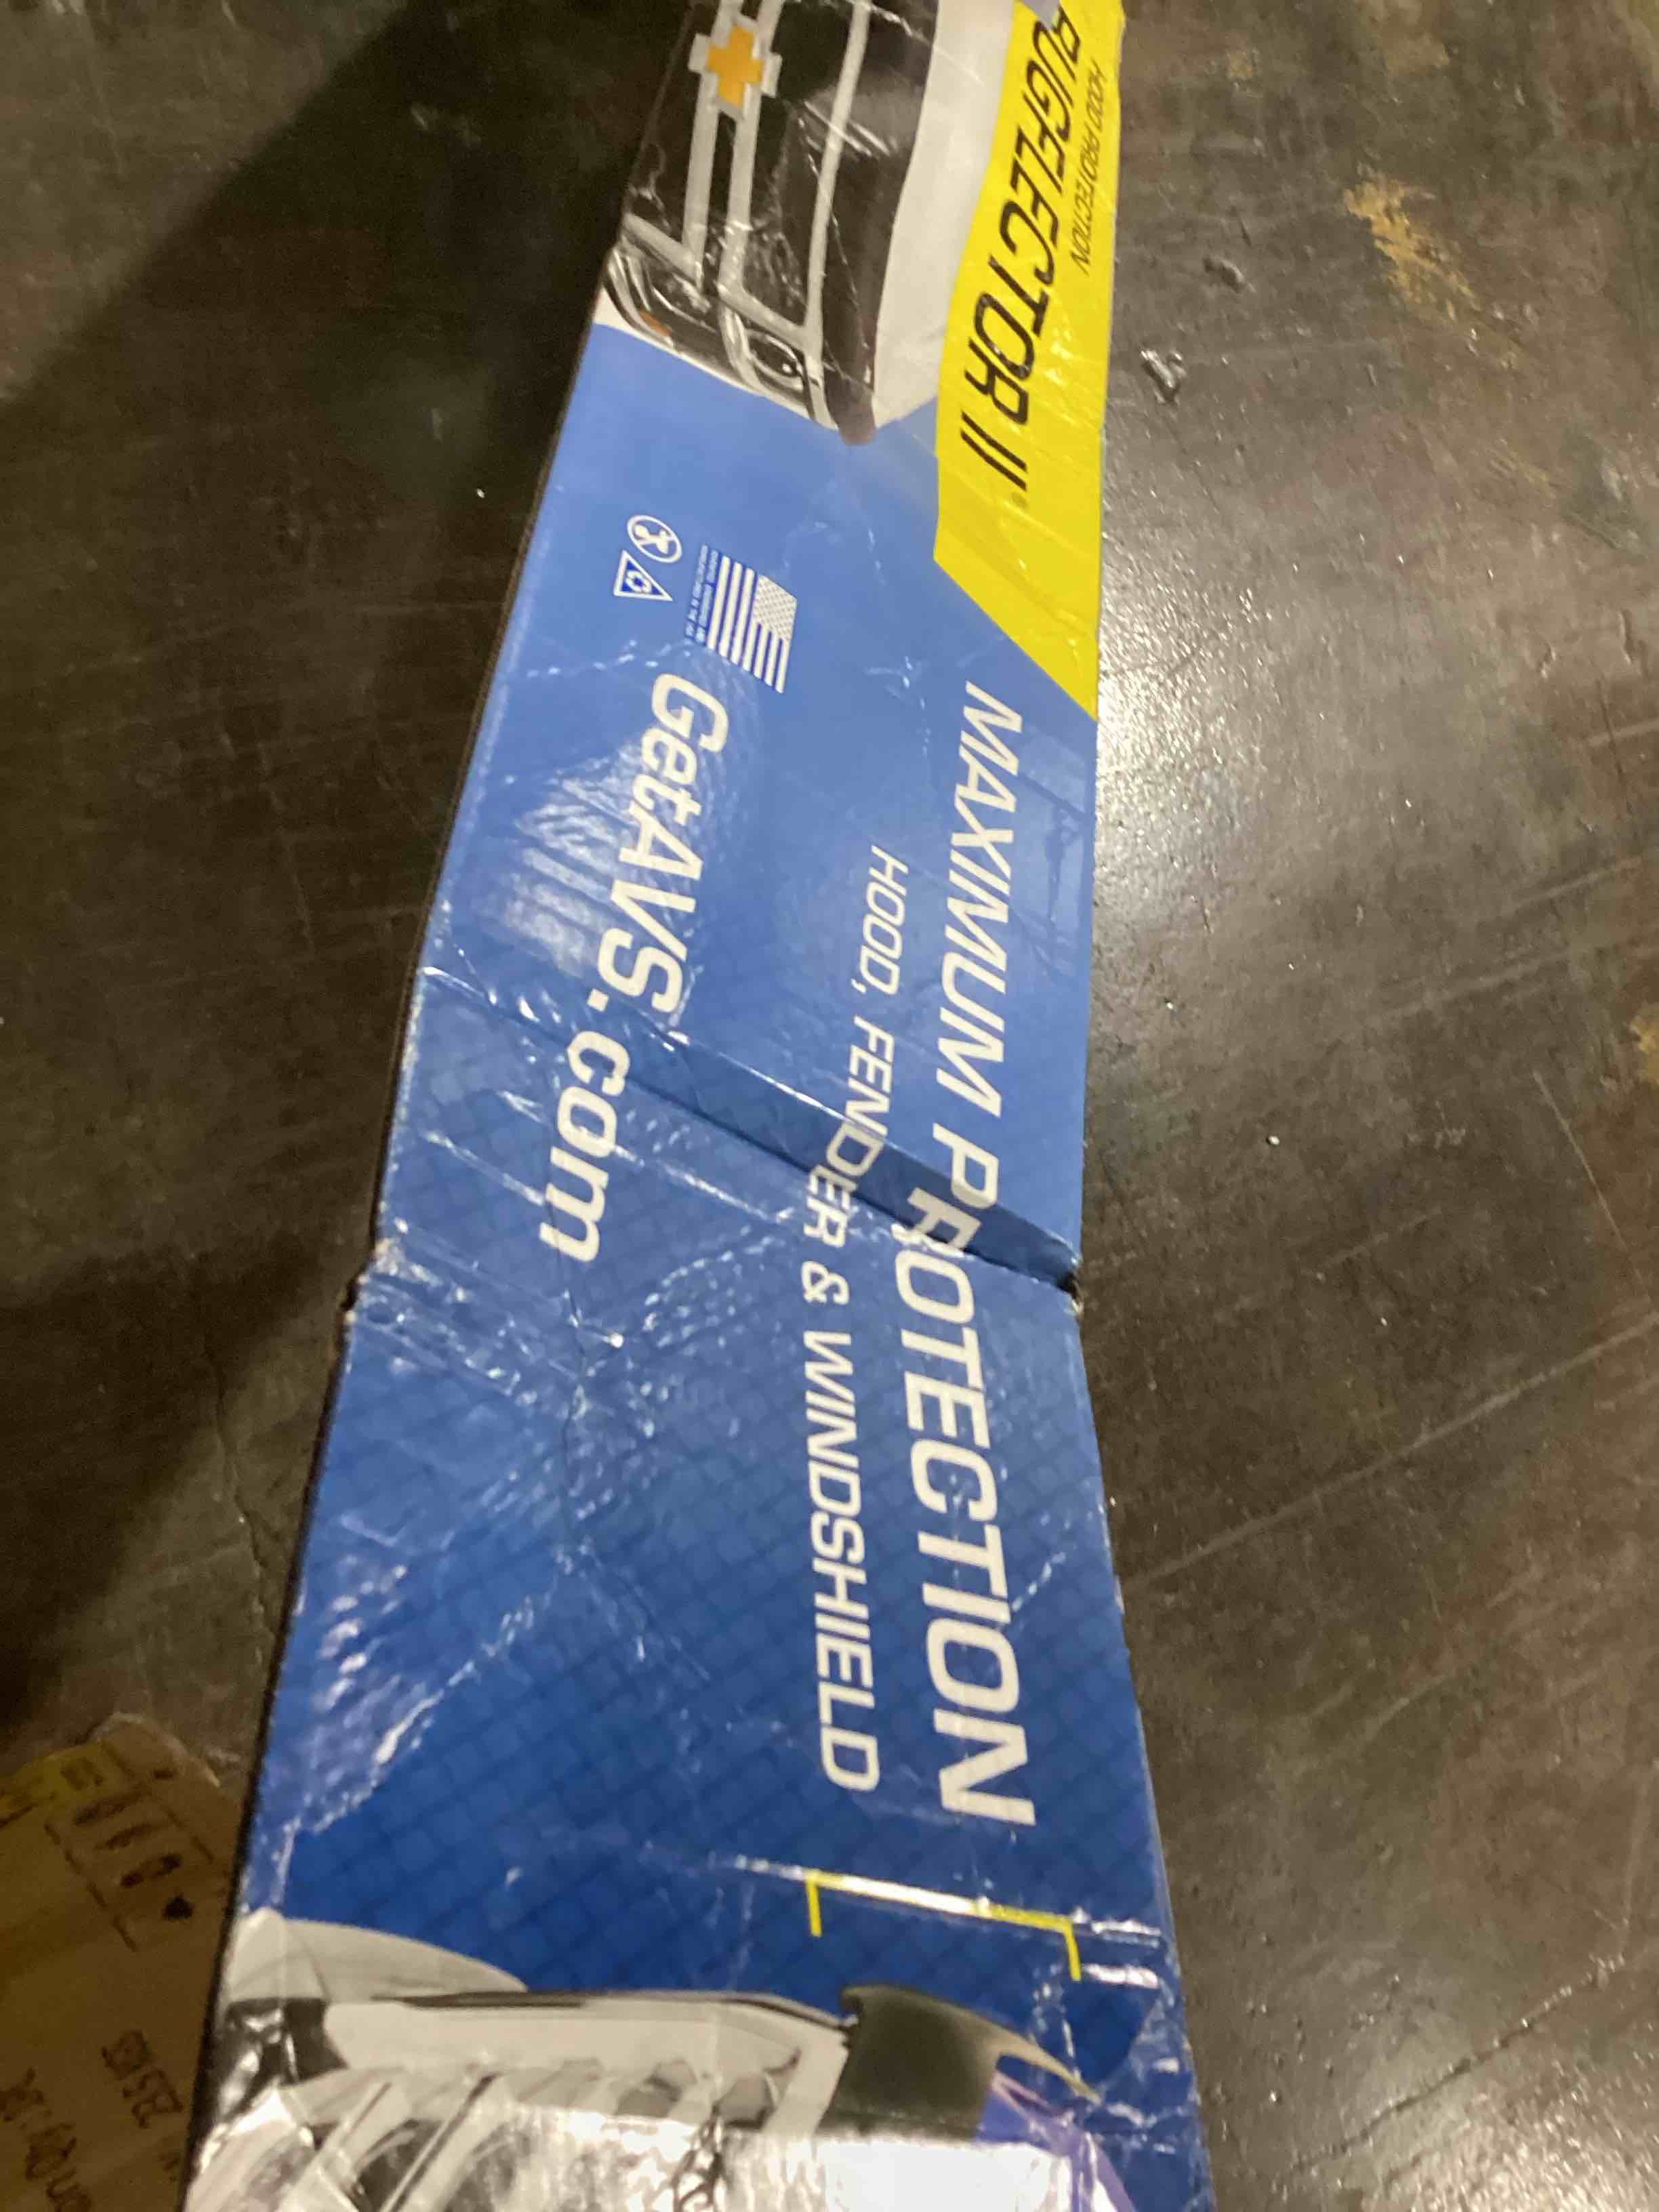 BUGFLECTOR II®
HOOD PROTECTION
MAXIMUM PROTECTION
HOOD, FENDER & WINDSHIELD
GetAVS.com